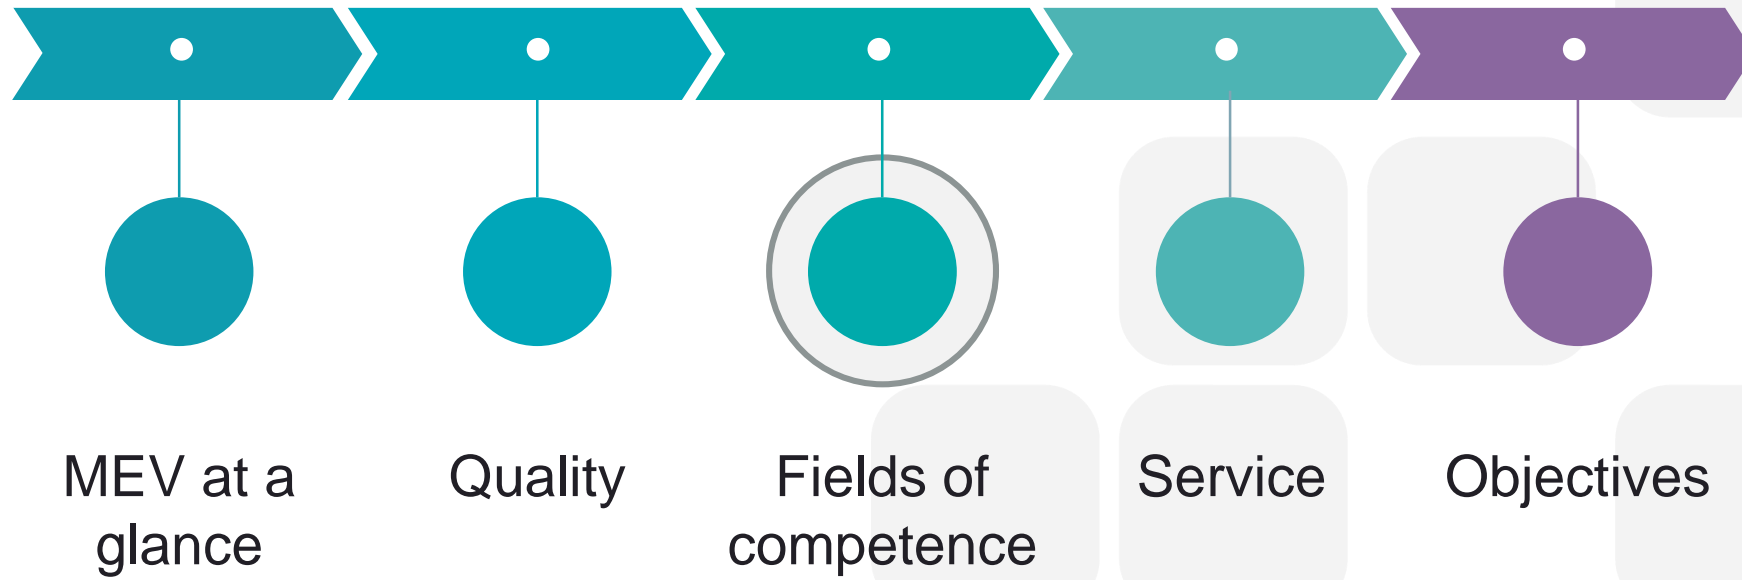 MEV at a
glance
Quality
Fields of
competence
Service
Objectives